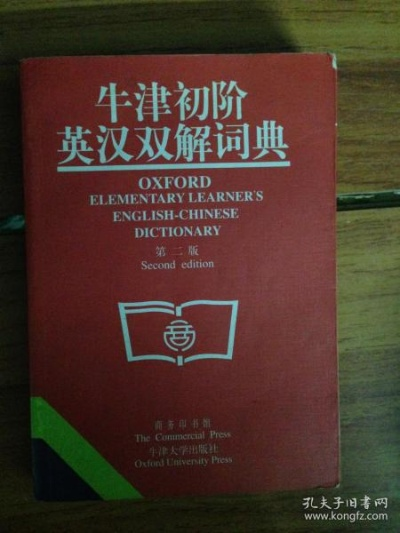 牛津初阶
英汉双解词典
OXFORD
ELEMENTARY LEARNER'S
ENGLISH-CHINESE
DICTIONARY
第二版
Second edition
商
商务印书馆
The Commercial Press
牛津大学出版社
Oxford University Press
孔夫子旧书网
www.kongfz.com